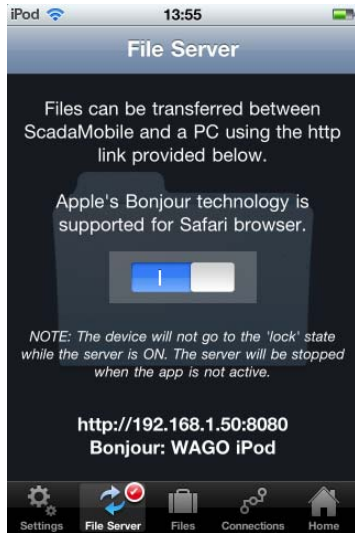 iPod 13:55
File Server
Files can be transferred between
ScadaMobile and a PC using the http
link provided below.
Apple's Bonjour technology is
supported for Safari browser.
NOTE: The device will not go to the 'lock' state
while the server is ON. The server will be stopped
when the app is not active.
http://192.168.1.50:8080
Bonjour: WAGO iPod
Settings File Server Files Connections Home